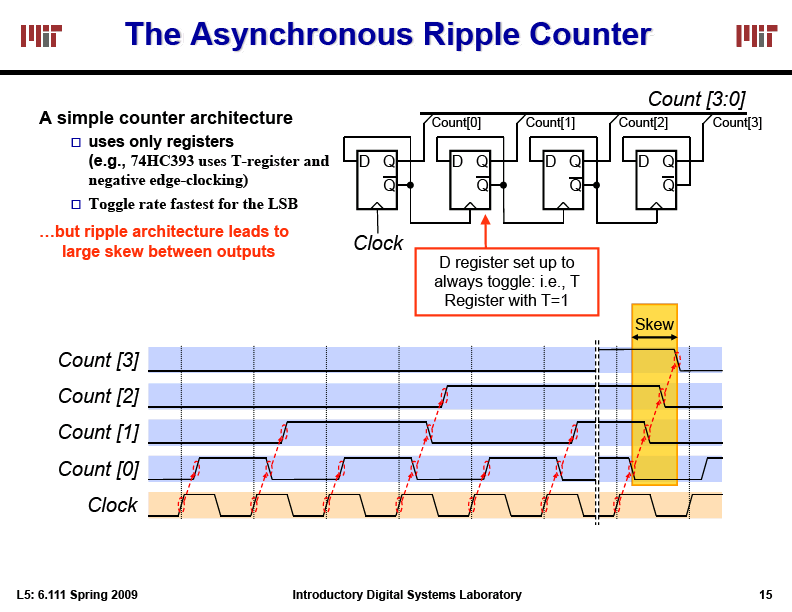 The Asynchronous Ripple Counter
A simple counter architecture
uses only registers
(e.g., 74HC393 uses T-register and
negative edge-clocking)
Toggle rate fastest for the LSB
…but ripple architecture leads to
large skew between outputs
Count [3:0]
Count[0] Count[1] Count[2] Count[3]
D Q D Q D Q D Q
Q Q Q Q
Clock
D register set up to
always toggle: i.e., T
Register with T=1
Skew
Count [3]
Count [2]
Count [1]
Count [0]
Clock
L5: 6.111 Spring 2009 Introductory Digital Systems Laboratory 15